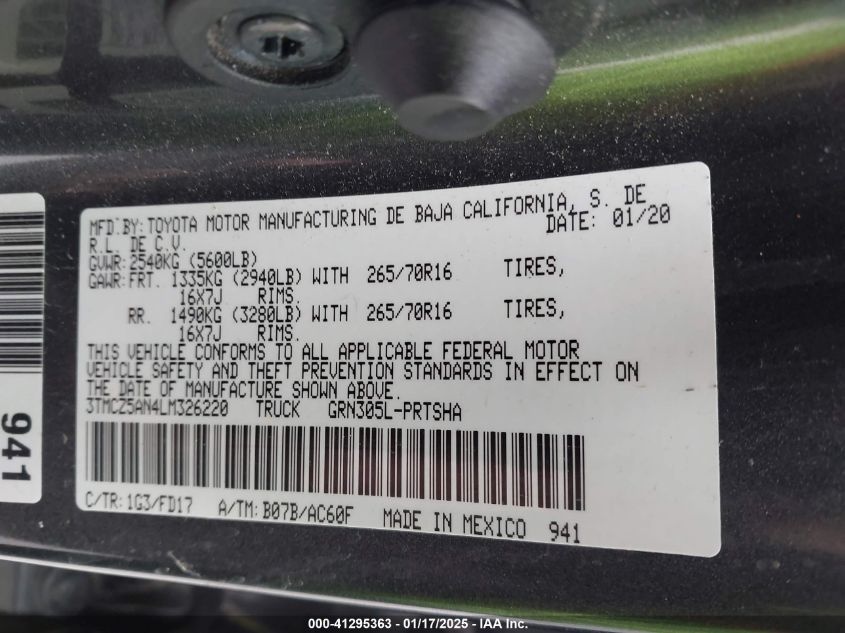 MFD.BY: TOYOTA MOTOR MANUFACTURING DE BAJA CALIFORNIA, S. DE
R.L. DE C.V. DATE: 01/20
GVWR: 2540KG (5600LB)
GAWR: FRT. 1335KG (2940LB) WITH 265/70R16 TIRES,
16X7J RIMS.
RR. 1490KG (3280LB) WITH 265/70R16 TIRES,
16X7J RIMS.
THIS VEHICLE CONFORMS TO ALL APPLICABLE FEDERAL MOTOR
VEHICLE SAFETY AND THEFT PREVENTION STANDARDS IN EFFECT ON
THE DATE OF MANUFACTURE SHOWN ABOVE.
3TMCZ5AN4LM326220 TRUCK GRN305L-PRTSHA
C/TR: 1G3/FD17 A/TM: B07B/AC60F MADE IN MEXICO 941
941
000-41295363 - 01/17/2025 - IAA Inc.